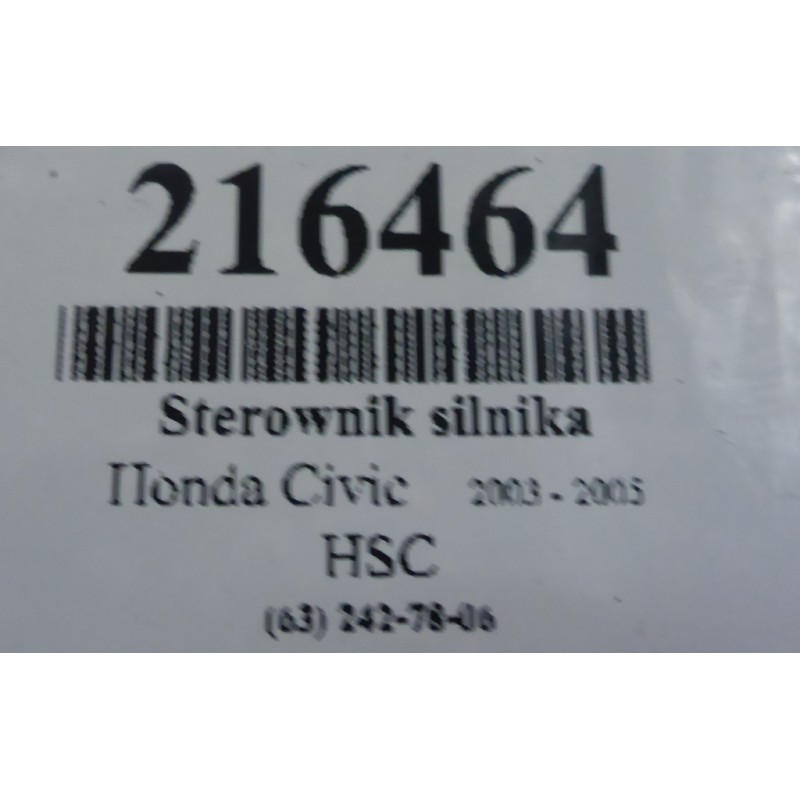 216464
Sterownik silnika
Honda Civic 2003 - 2005
HSC
(63) 242-78-06